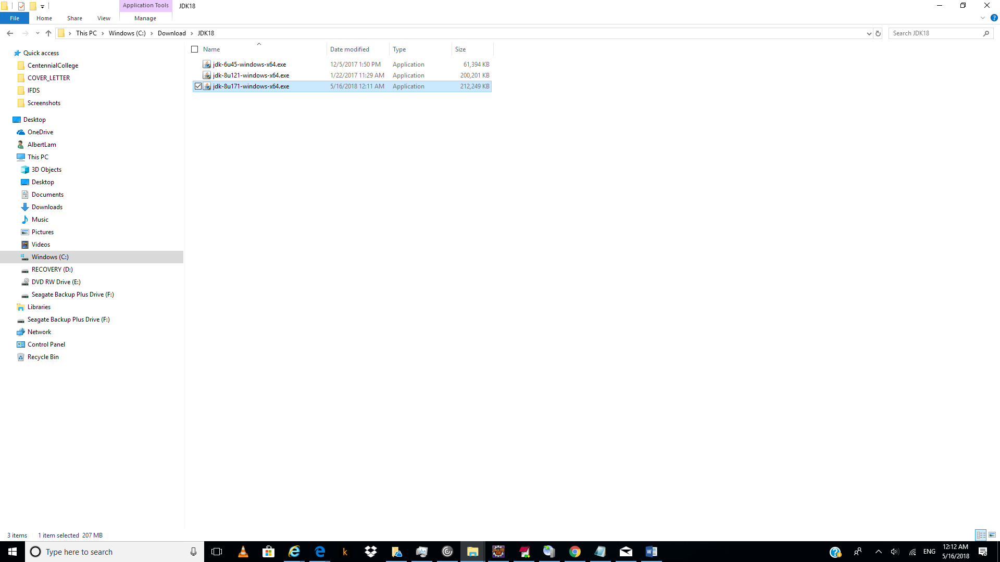 Application Tools
JDK18
File
Home
Share
View
Manage
This PC
Windows (C:)
Download
JDK18
Search JDK18
Name
Date modified
Type
Size
jdk-6u45-windows-x64.exe 12/5/2017 1:50 PM Application 61,394 KB
jdk-8u121-windows-x64.exe 1/22/2017 11:29 AM Application 200,201 KB
jdk-8u171-windows-x64.exe 5/16/2018 12:11 AM Application 212,249 KB
Quick access
CentennialCollege
COVER_LETTER
IFDS
Screenshots
Desktop
OneDrive
AlbertLam
This PC
3D Objects
Desktop
Documents
Downloads
Music
Pictures
Videos
Windows (C:)
RECOVERY (D:)
DVD RW Drive (E:)
Seagate Backup Plus Drive (F:)
Libraries
Seagate Backup Plus Drive (F:)
Network
Control Panel
Recycle Bin
3 items
1 item selected 207 MB
Type here to search
ENG
12:12 AM
5/16/2018